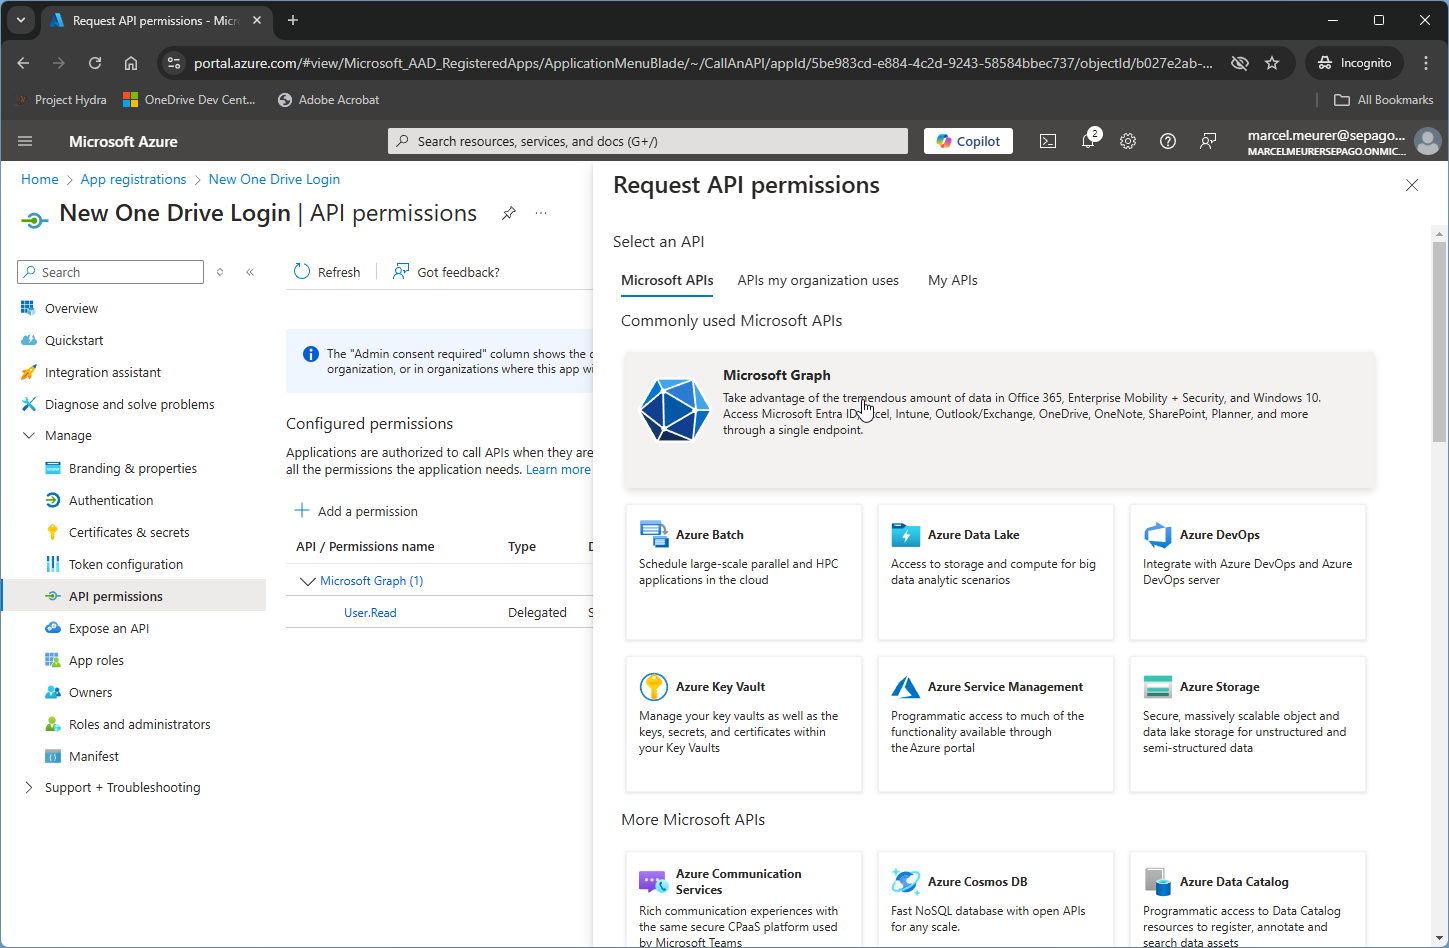 Request API permissions - Micr
portal.azure.com/#view/Microsoft_AAD_RegisteredApps/ApplicationMenuBlade/~/CallAnAPI/appId/5be983cd-e884-4c2d-9243-58584bbec737/objectId/b027e2ab-...
Incognito
Project Hydra
OneDrive Dev Cent...
Adobe Acrobat
All Bookmarks
Microsoft Azure
Search resources, services, and docs (G+/)
Copilot
2
marcel.meurer@sepago...
MARCELMEURERSEPAGO.ONMIC...
Home > App registrations > New One Drive Login
New One Drive Login | API permissions
...
Search
Overview
Quickstart
Integration assistant
Diagnose and solve problems
Manage
Branding & properties
Authentication
Certificates & secrets
Token configuration
API permissions
Expose an API
App roles
Owners
Roles and administrators
Manifest
Support + Troubleshooting
Refresh
Got feedback?
The "Admin consent required" column shows the
organization, or in organizations where this app
Configured permissions
Applications are authorized to call APIs when they are
all the permissions the application needs. Learn more
Add a permission
API / Permissions name Type D
Microsoft Graph (1)
User.Read Delegated S
Request API permissions
Select an API
Microsoft APIs
APIs my organization uses
My APIs
Commonly used Microsoft APIs
Microsoft Graph
Take advantage of the tremendous amount of data in Office 365, Enterprise Mobility + Security, and Windows 10.
Access Microsoft Entra ID, Excel, Intune, Outlook/Exchange, OneDrive, OneNote, SharePoint, Planner, and more
through a single endpoint.
Azure Batch
Schedule large-scale parallel and HPC
applications in the cloud
Azure Data Lake
Access to storage and compute for big
data analytic scenarios
Azure DevOps
Integrate with Azure DevOps and Azure
DevOps server
Azure Key Vault
Manage your key vaults as well as the
keys, secrets, and certificates within
your Key Vaults
Azure Service Management
Programmatic access to much of the
functionality available through
the Azure portal
Azure Storage
Secure, massively scalable object and
data lake storage for unstructured and
semi-structured data
More Microsoft APIs
Azure Communication
Services
Rich communication experiences with
the same secure CPaaS platform used
by Microsoft Teams
Azure Cosmos DB
Fast NoSQL database with open APIs
for any scale.
Azure Data Catalog
Programmatic access to Data Catalog
resources to register, annotate and
search data assets